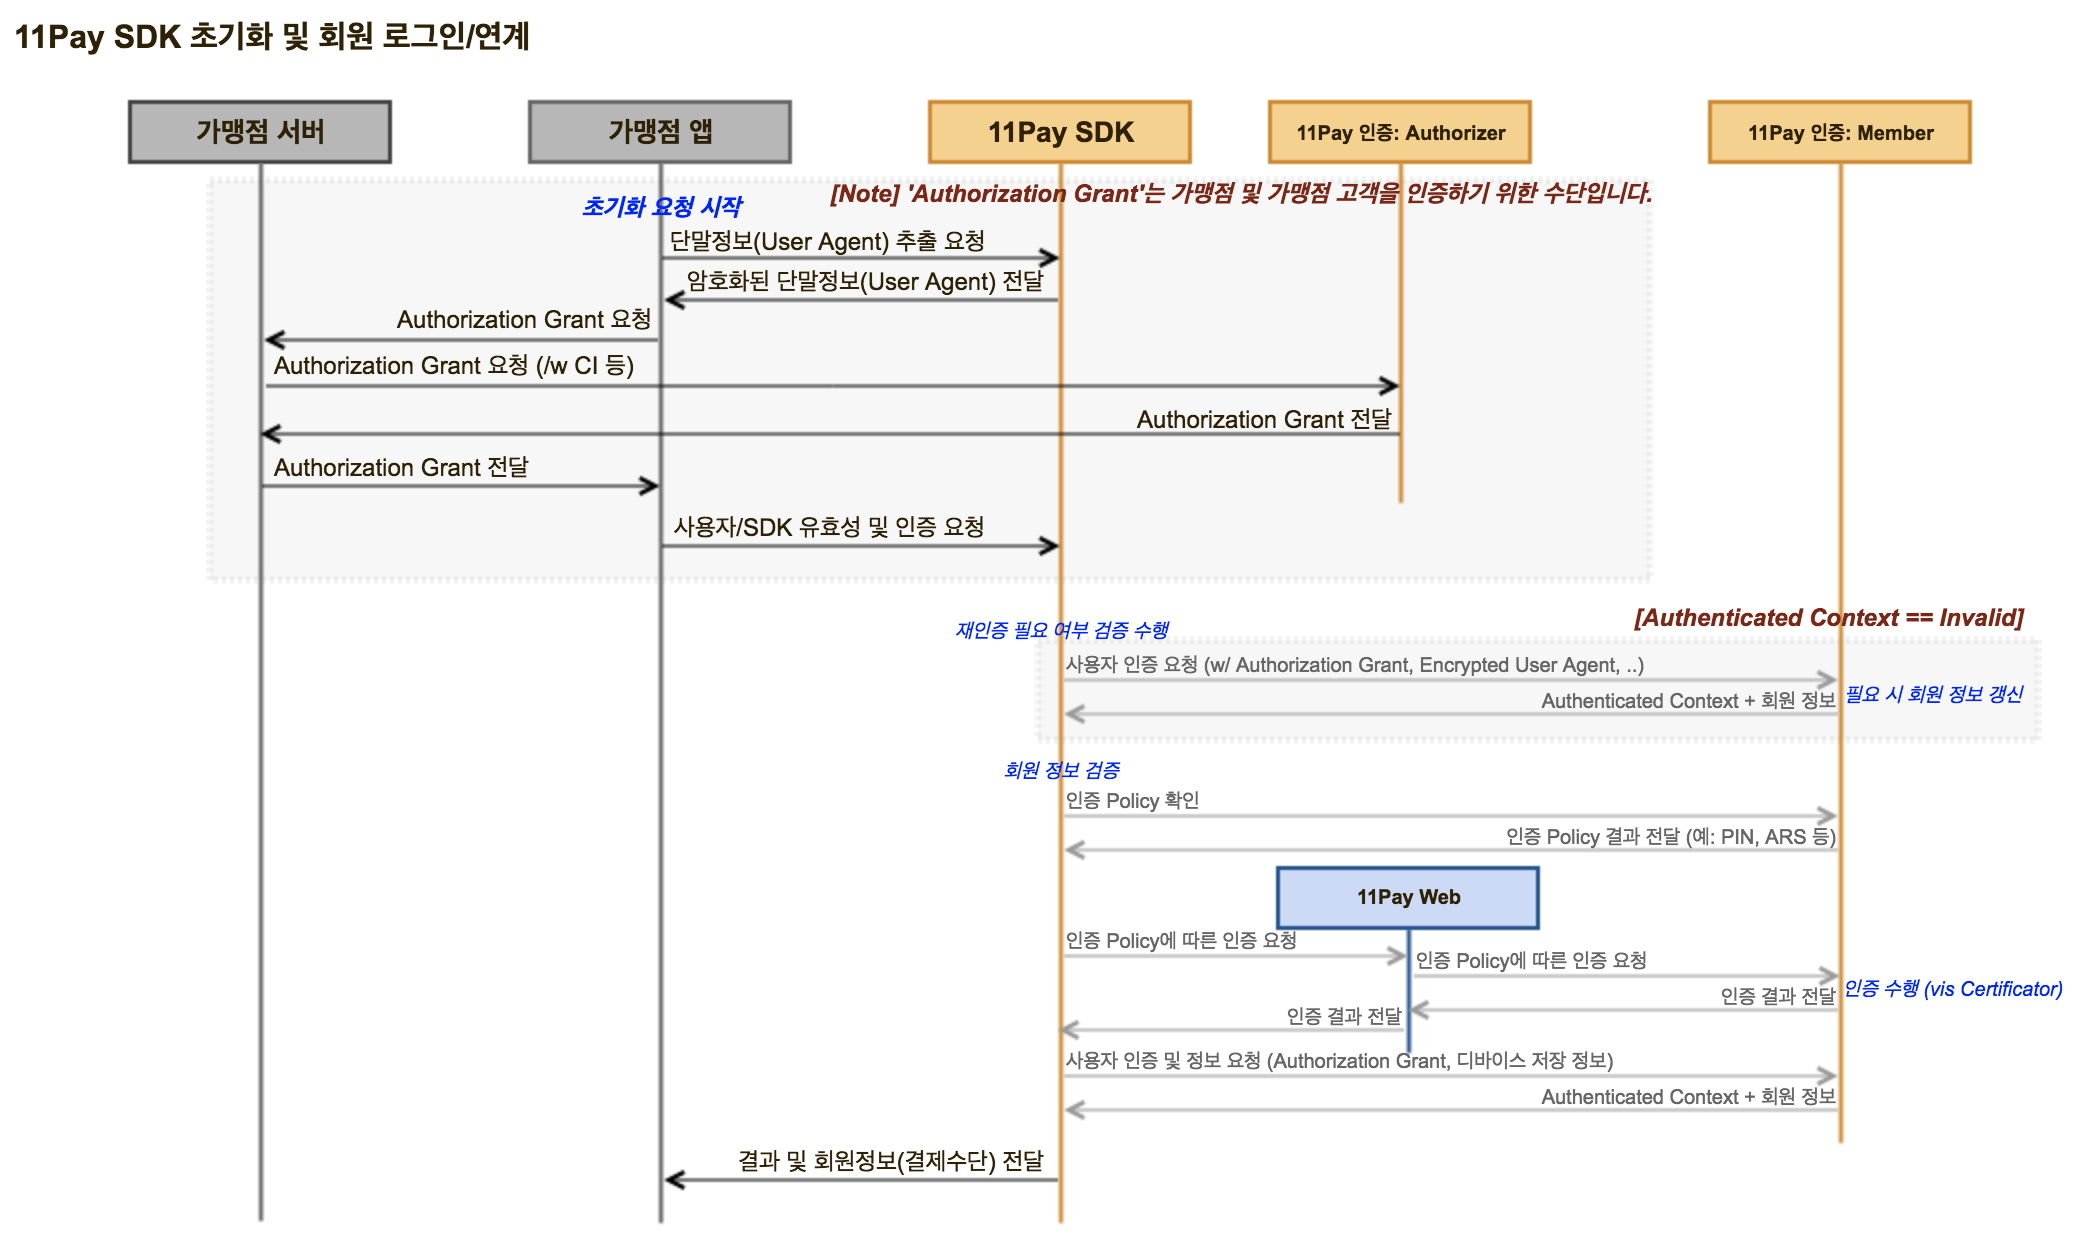 11Pay SDK 초기화 및 회원 로그인/연계
가맹점 서버
가맹점 앱
11Pay SDK
11Pay 인증: Authorizer
11Pay 인증: Member
[Note] 'Authorization Grant'는 가맹점 및 가맹점 고객을 인증하기 위한 수단입니다.
초기화 요청 시작
단말정보(User Agent) 추출 요청
암호화된 단말정보(User Agent) 전달
Authorization Grant 요청
Authorization Grant 요청 (/w CI 등)
Authorization Grant 전달
Authorization Grant 전달
사용자/SDK 유효성 및 인증 요청
[Authenticated Context == Invalid]
재인증 필요 여부 검증 수행
사용자 인증 요청 (w/ Authorization Grant, Encrypted User Agent, ..)
Authenticated Context + 회원 정보
필요 시 회원 정보 갱신
회원 정보 검증
인증 Policy 확인
인증 Policy 결과 전달 (예: PIN, ARS 등)
11Pay Web
인증 Policy에 따른 인증 요청
인증 Policy에 따른 인증 요청
인증 수행 (vis Certificator)
인증 결과 전달
인증 결과 전달
사용자 인증 및 정보 요청 (Authorization Grant, 디바이스 저장 정보)
Authenticated Context + 회원 정보
결과 및 회원정보(결제수단) 전달